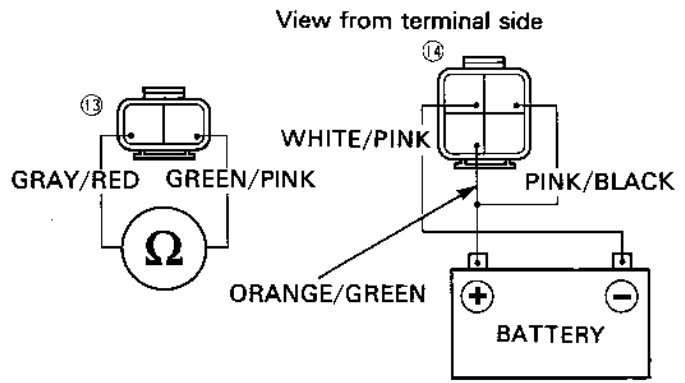 View from terminal side
⑭
⑬
WHITE/PINK
GRAY/RED GREEN/PINK
PINK/BLACK
Ω
ORANGE/GREEN
+ −
BATTERY